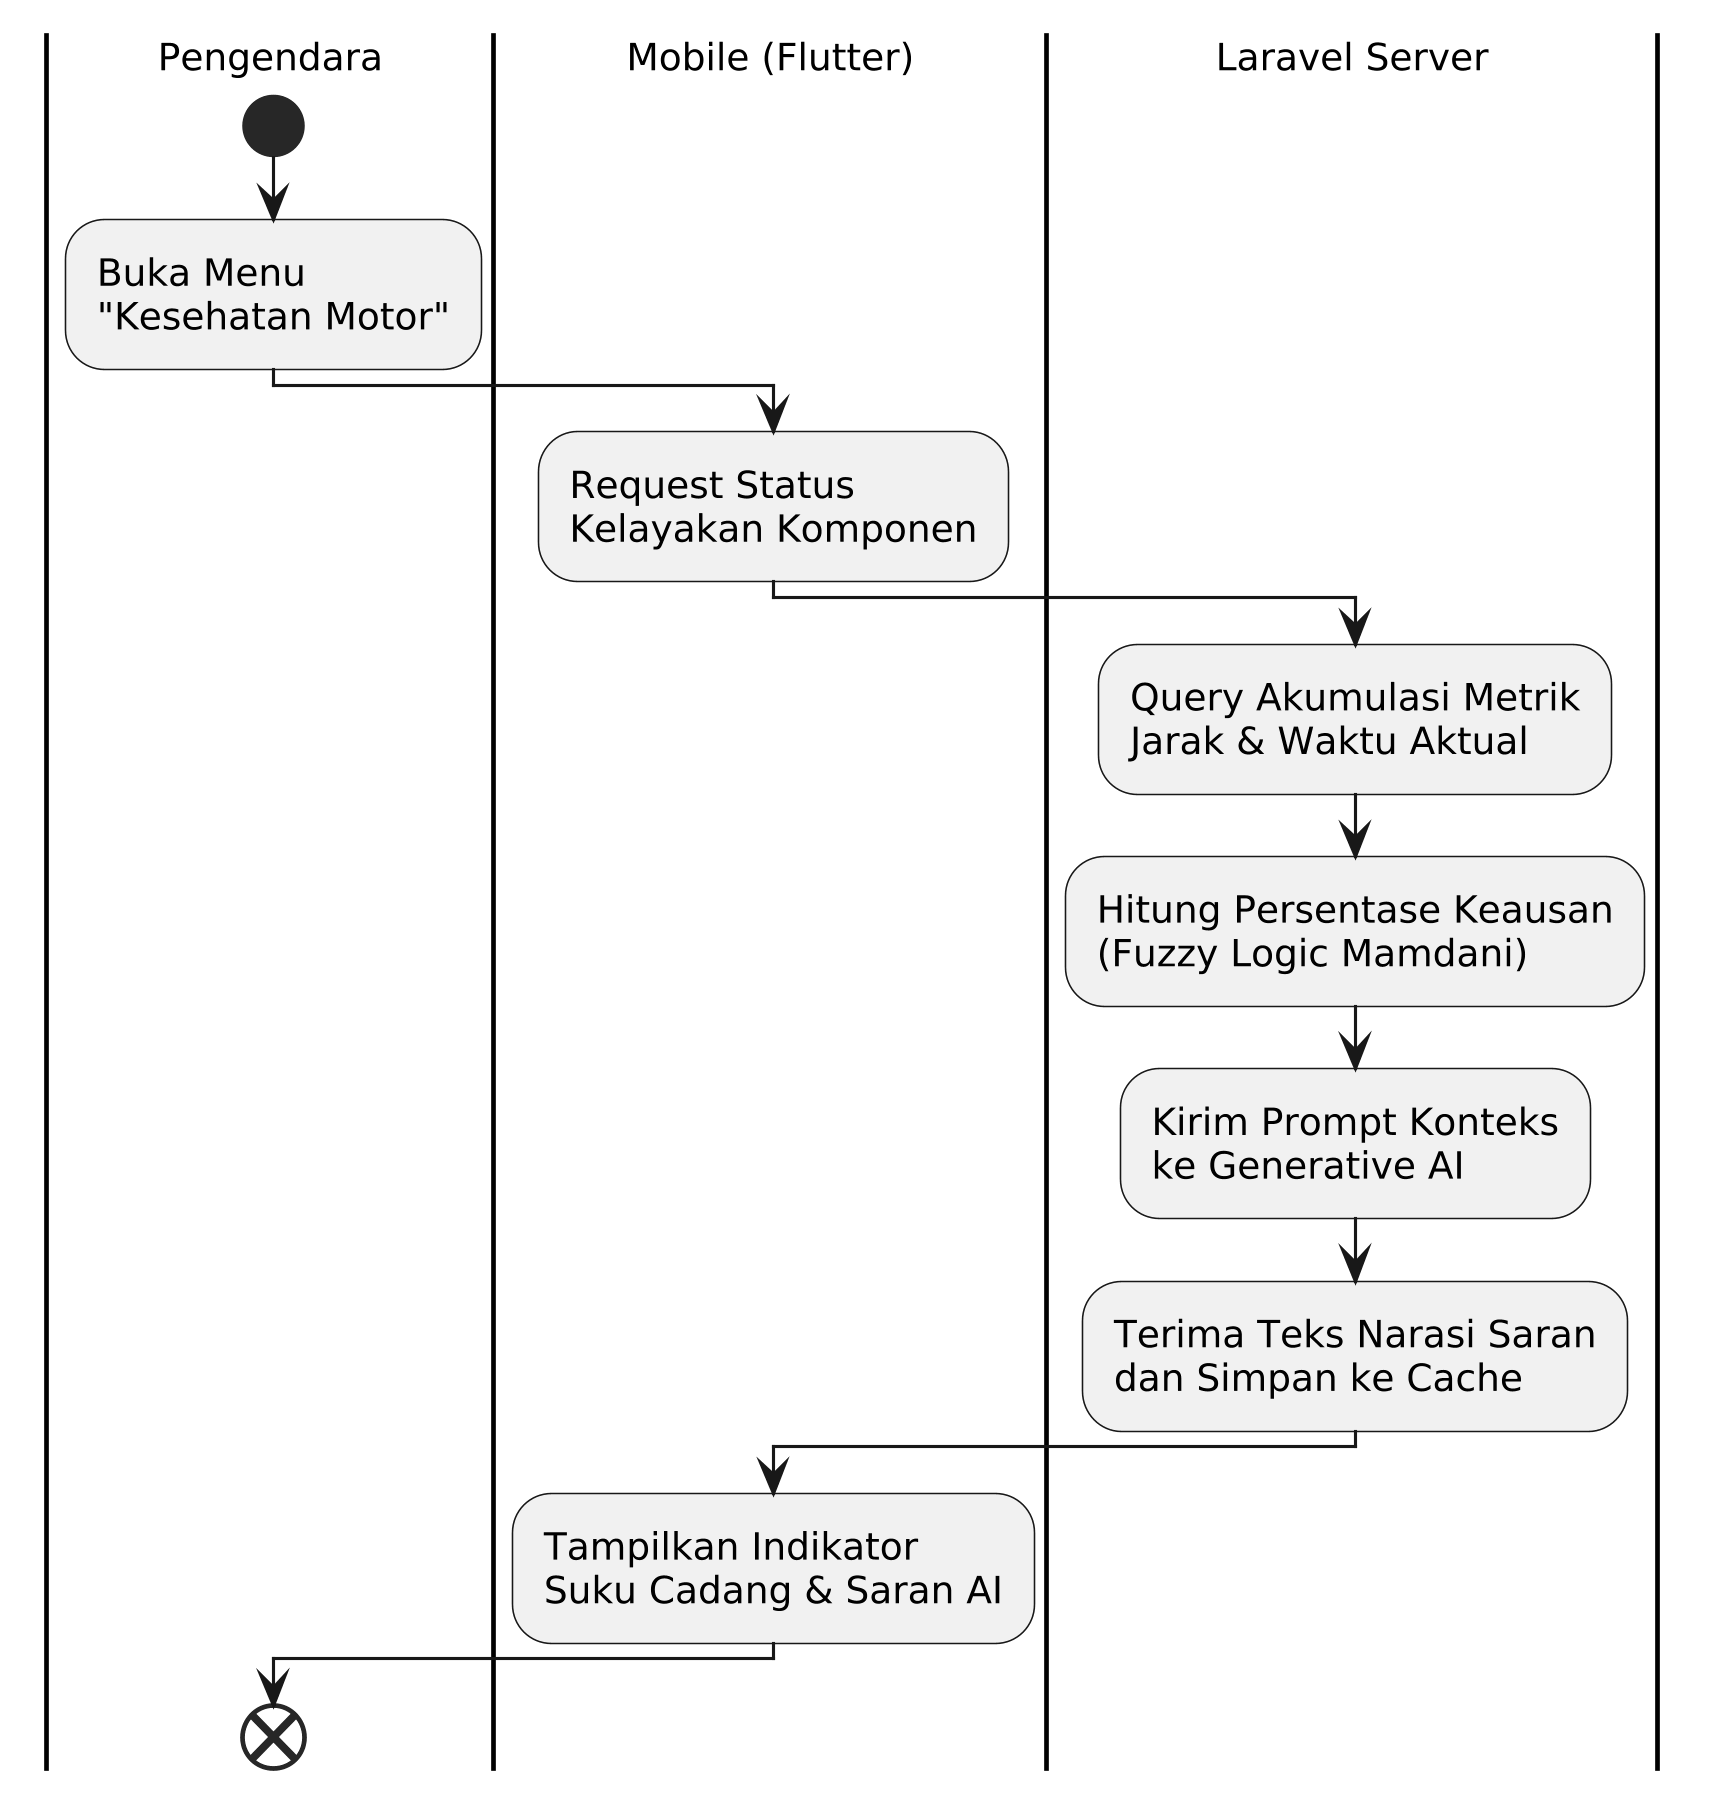 Pengendara
Mobile (Flutter)
Laravel Server
Buka Menu
"Kesehatan Motor"
Request Status
Kelayakan Komponen
Query Akumulasi Metrik
Jarak & Waktu Aktual
Hitung Persentase Keausan
(Fuzzy Logic Mamdani)
Kirim Prompt Konteks
ke Generative AI
Terima Teks Narasi Saran
dan Simpan ke Cache
Tampilkan Indikator
Suku Cadang & Saran AI